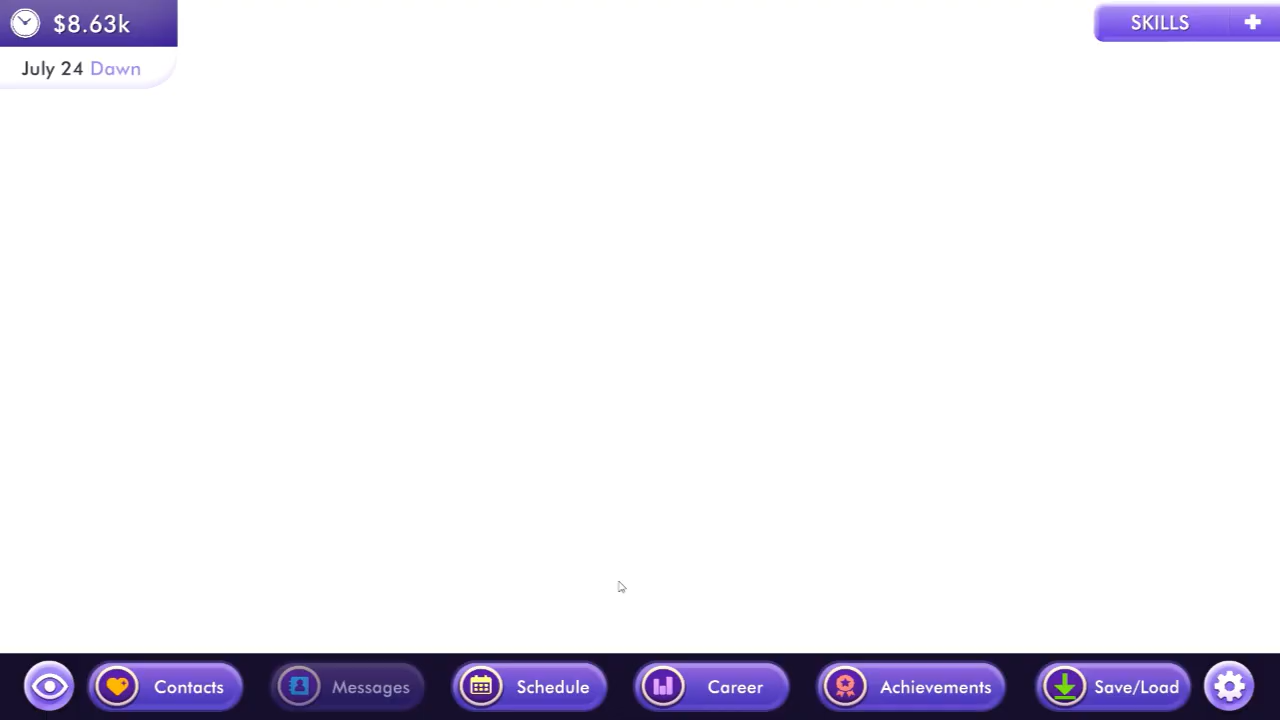 $8.63k
SKILLS
July 24 Dawn
Contacts
Messages
Schedule
Career
Achievements
Save/Load